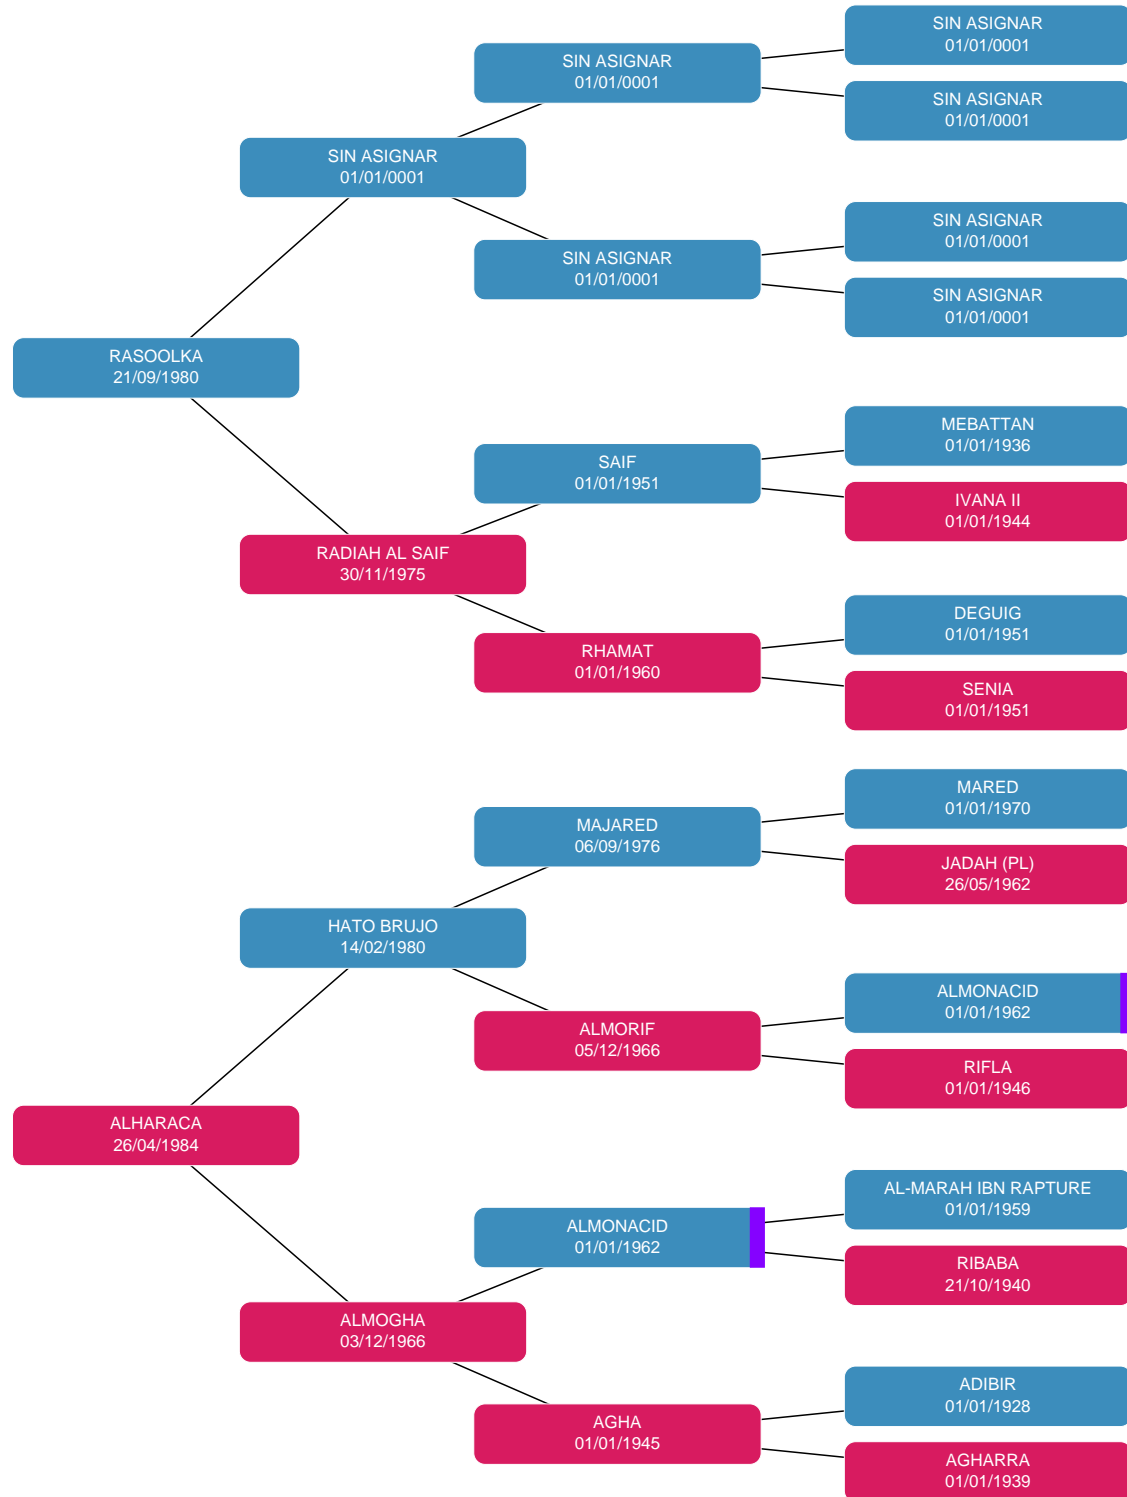 SIN ASIGNAR
01/01/0001
SIN ASIGNAR
01/01/0001
SIN ASIGNAR
01/01/0001
SIN ASIGNAR
01/01/0001
SIN ASIGNAR
01/01/0001
SIN ASIGNAR
01/01/0001
SIN ASIGNAR
01/01/0001
RASOOLKA
21/09/1980
MEBATTAN
01/01/1936
SAIF
01/01/1951
IVANA II
01/01/1944
RADIAH AL SAIF
30/11/1975
DEGUIG
01/01/1951
RHAMAT
01/01/1960
SENIA
01/01/1951
MARED
01/01/1970
MAJARED
06/09/1976
JADAH (PL)
26/05/1962
HATO BRUJO
14/02/1980
ALMONACID
01/01/1962
ALMORIF
05/12/1966
RIFLA
01/01/1946
ALHARACA
26/04/1984
AL-MARAH IBN RAPTURE
01/01/1959
ALMONACID
01/01/1962
RIBABA
21/10/1940
ALMOGHA
03/12/1966
ADIBIR
01/01/1928
AGHA
01/01/1945
AGHARRA
01/01/1939